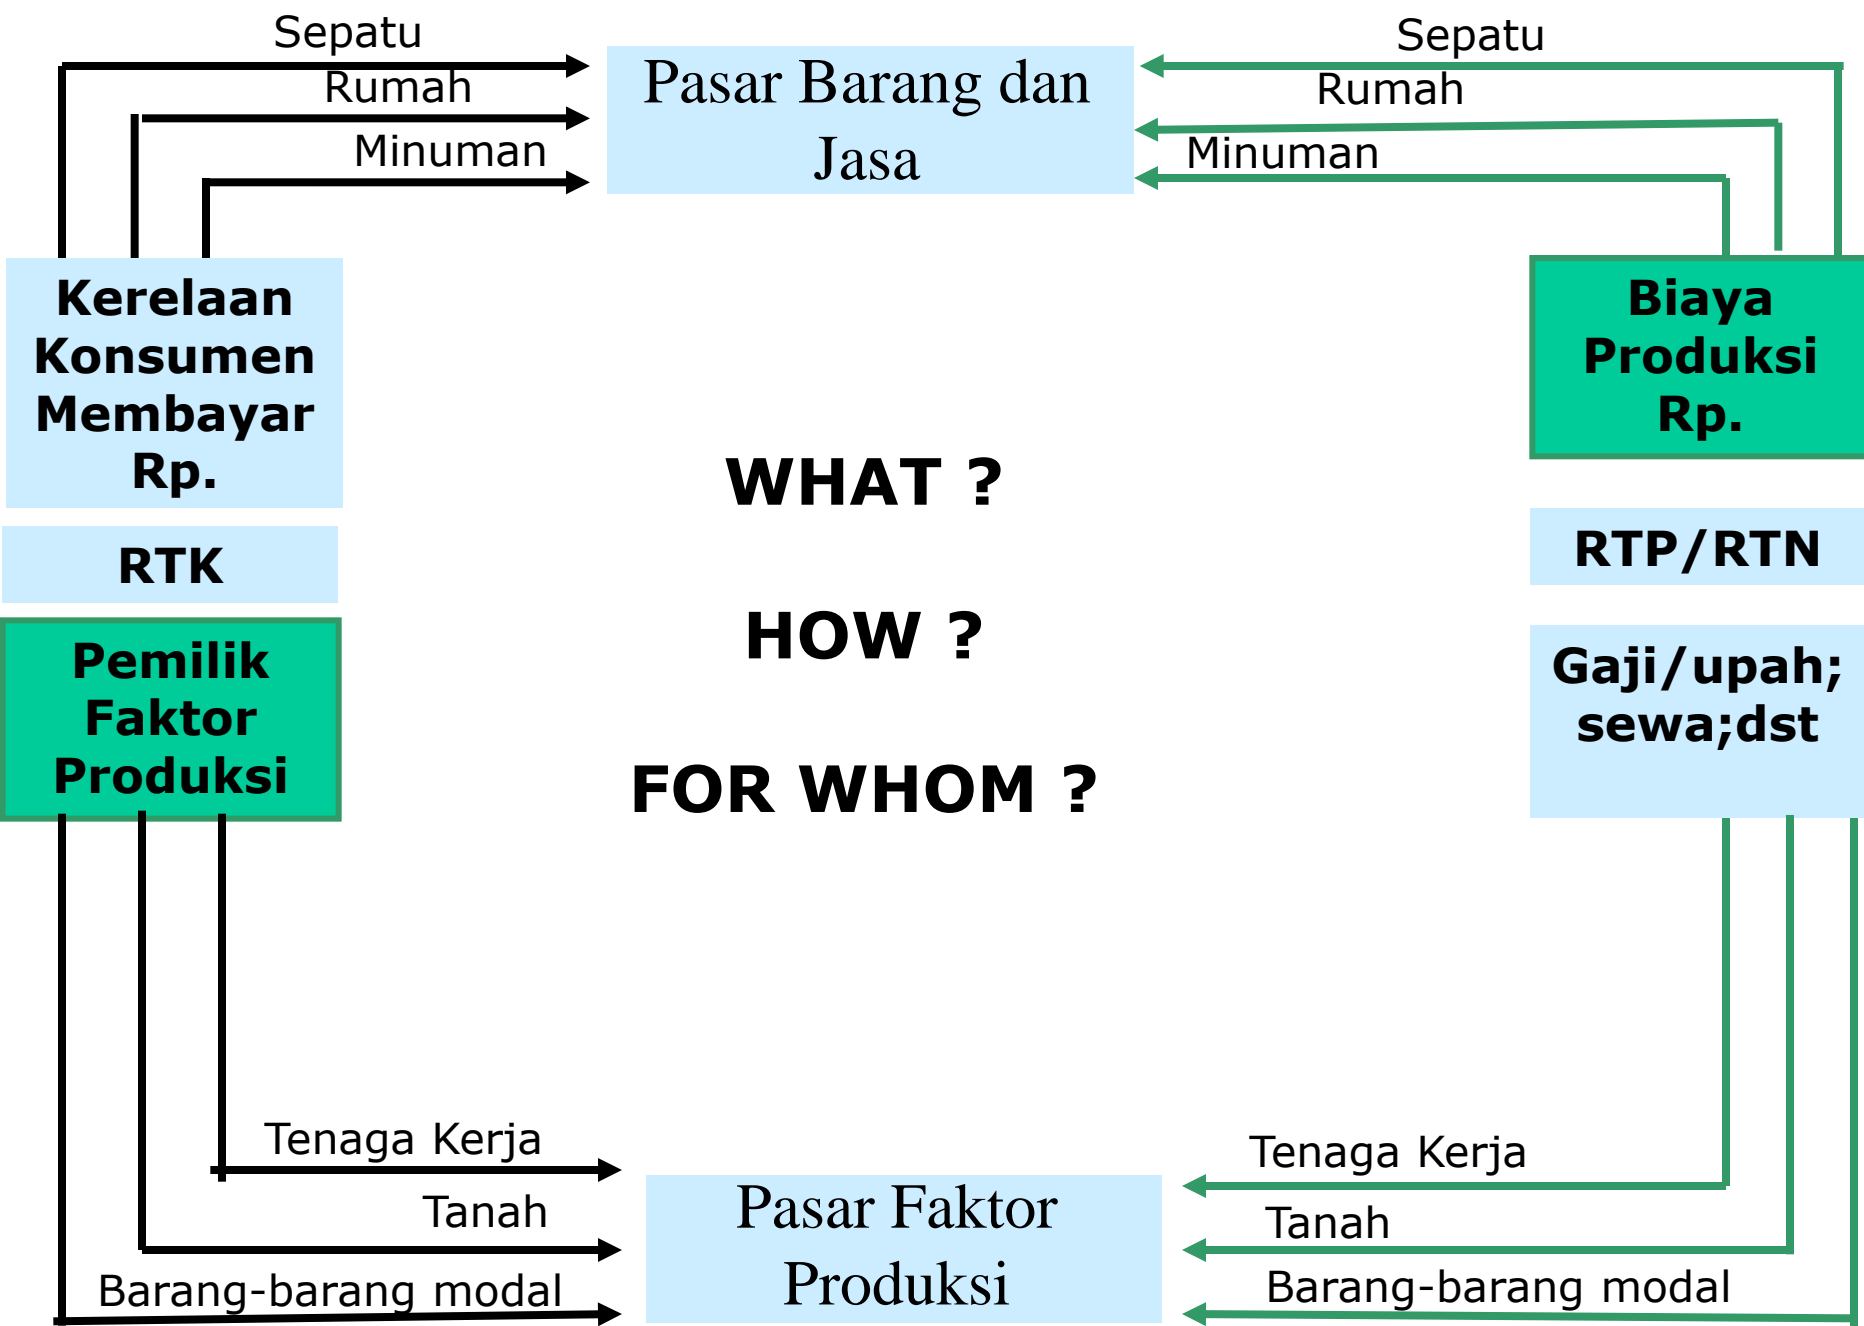 Sepatu
Rumah
Minuman
Pasar Barang dan
Jasa
Sepatu
Rumah
Minuman
Kerelaan
Konsumen
Membayar
Rp.
RTK
Pemilik
Faktor
Produksi
WHAT ?
HOW ?
FOR WHOM ?
Biaya
Produksi
Rp.
RTP/RTN
Gaji/upah;
sewa;dst
Tenaga Kerja
Tanah
Barang-barang modal
Pasar Faktor
Produksi
Tenaga Kerja
Tanah
Barang-barang modal